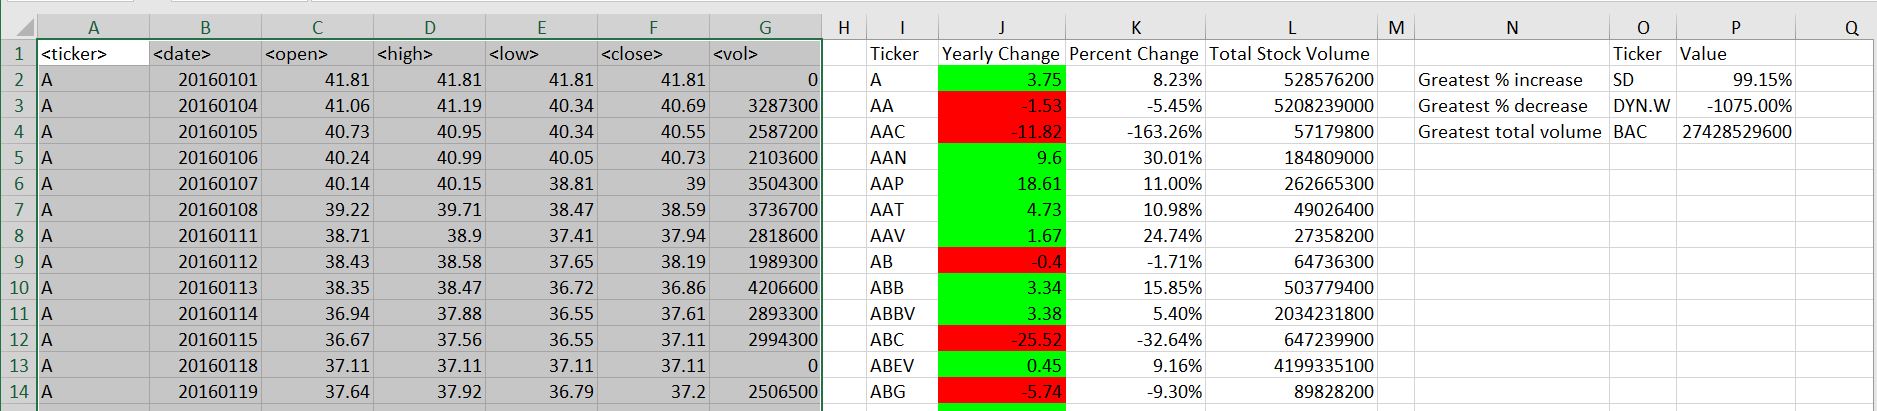 A B C D E F G H I J K L M N O P Q
1 <ticker> <date> <open> <high> <low> <close> <vol> Ticker Yearly Change Percent Change Total Stock Volume Ticker Value
2 A 20160101 41.81 41.81 41.81 41.81 0 A 3.75 8.23% 528576200 Greatest % increase SD 99.15%
3 A 20160104 41.06 41.19 40.34 40.69 3287300 AA -1.53 -5.45% 5208239000 Greatest % decrease DYN.W -1075.00%
4 A 20160105 40.73 40.95 40.34 40.55 2587200 AAC -11.82 -163.26% 57179800 Greatest total volume BAC 27428529600
5 A 20160106 40.24 40.99 40.05 40.73 2103600 AAN 9.6 30.01% 184809000
6 A 20160107 40.14 40.15 38.81 39 3504300 AAP 18.61 11.00% 262665300
7 A 20160108 39.22 39.71 38.47 38.59 3736700 AAT 4.73 10.98% 49026400
8 A 20160111 38.71 38.9 37.41 37.94 2818600 AAV 1.67 24.74% 27358200
9 A 20160112 38.43 38.58 37.65 38.19 1989300 AB -0.4 -1.71% 64736300
10 A 20160113 38.35 38.47 36.72 36.86 4206600 ABB 3.34 15.85% 503779400
11 A 20160114 36.94 37.88 36.55 37.61 2893300 ABBV 3.38 5.40% 2034231800
12 A 20160115 36.67 37.56 36.55 37.11 2994300 ABC -25.52 -32.64% 647239900
13 A 20160118 37.11 37.11 37.11 37.11 0 ABEV 0.45 9.16% 4199335100
14 A 20160119 37.64 37.92 36.79 37.2 2506500 ABG -5.74 -9.30% 89828200